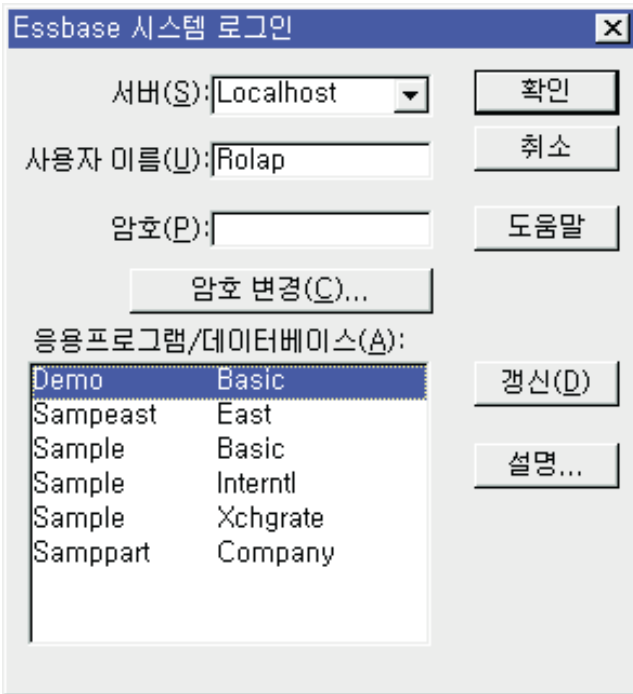 Essbase 시스템 로그인
서버(S): Localhost
확인
사용자 이름(U): Rolap
취소
암호(P):
도움말
암호 변경(C)...
응용프로그램/데이터베이스(A):
Demo Basic
갱신(D)
Sampeast East
Sample Basic
설명...
Sample Interntl
Sample Xchgrate
Samppart Company